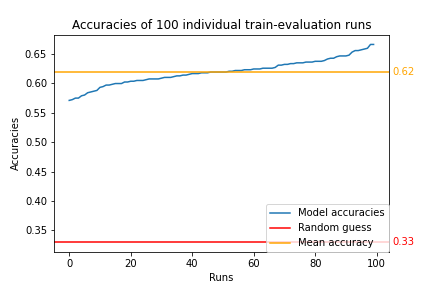 Accuracies of 100 individual train-evaluation runs
Accuracies
0.65
0.60
0.55
0.50
0.45
0.40
0.35
0.62
0.33
Model accuracies
Random guess
Mean accuracy
0 20 40 60 80 100
Runs